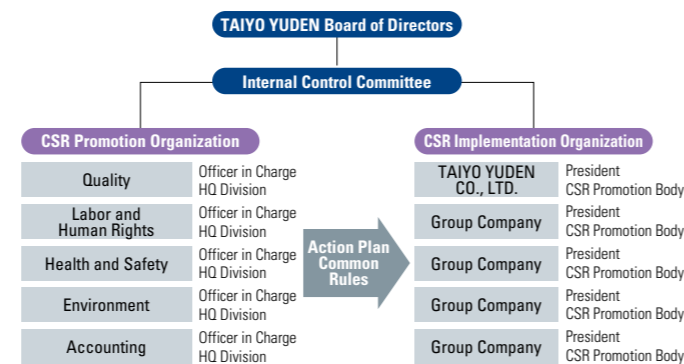 TAIYO YUDEN Board of Directors
Internal Control Committee
CSR Promotion Organization
Quality
Officer in Charge
HQ Division
Labor and
Human Rights
Officer in Charge
HQ Division
Health and Safety
Officer in Charge
HQ Division
Environment
Officer in Charge
HQ Division
Accounting
Officer in Charge
HQ Division
Action Plan
Common
Rules
CSR Implementation Organization
TAIYO YUDEN
CO., LTD.
President
CSR Promotion Body
Group Company
President
CSR Promotion Body
Group Company
President
CSR Promotion Body
Group Company
President
CSR Promotion Body
Group Company
President
CSR Promotion Body